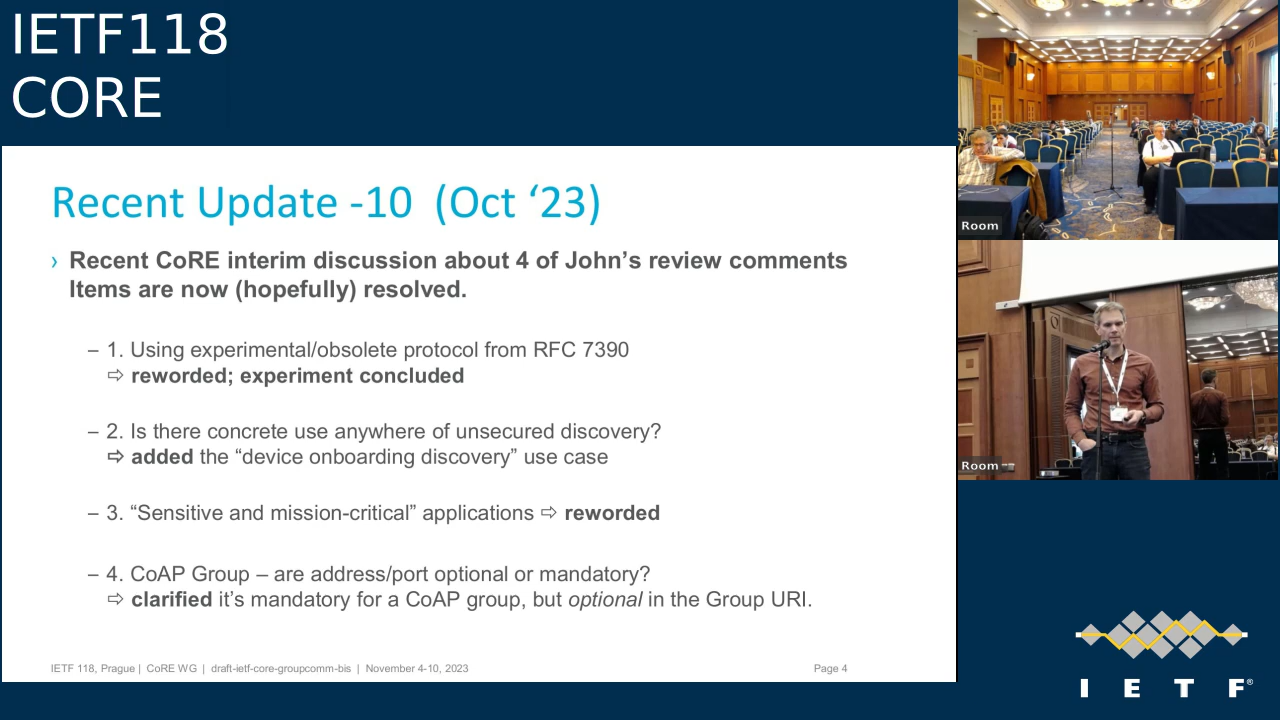 IETF118
CORE
Recent Update -10 (Oct ‘23)
› Recent CoRE interim discussion about 4 of John’s review comments
Items are now (hopefully) resolved.
– 1. Using experimental/obsolete protocol from RFC 7390
⇨ reworded; experiment concluded
– 2. Is there concrete use anywhere of unsecured discovery?
⇨ added the “device onboarding discovery” use case
– 3. “Sensitive and mission-critical” applications ⇨ reworded
– 4. CoAP Group – are address/port optional or mandatory?
⇨ clarified it’s mandatory for a CoAP group, but optional in the Group URI.
IETF 118, Prague | CoRE WG | draft-ietf-core-groupcomm-bis | November 4-10, 2023
Page 4
Room
Room
I E T F®